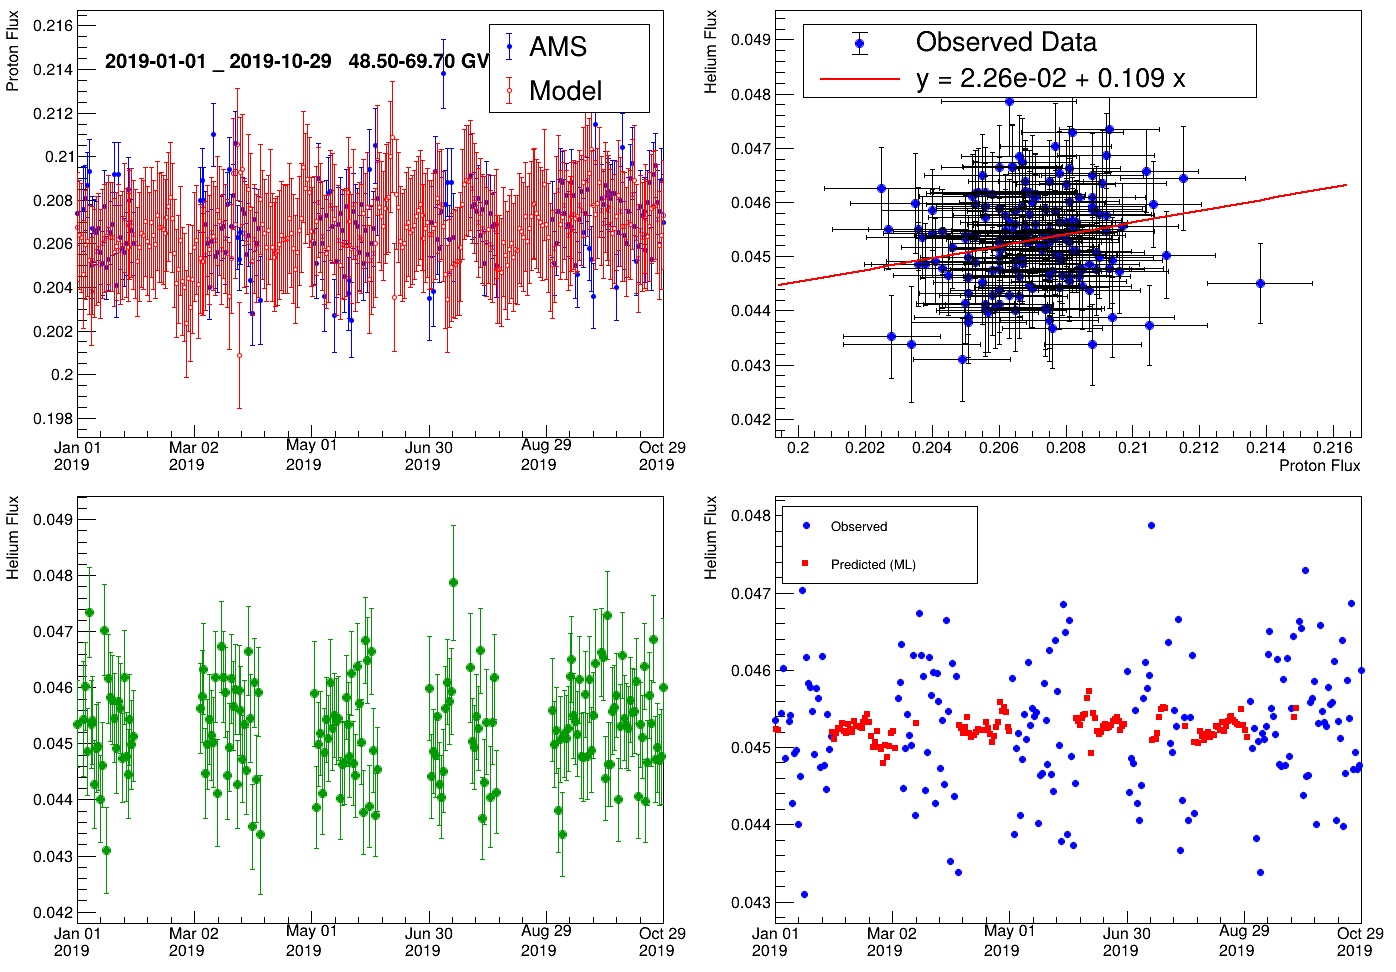 Proton Flux
0.216
0.214
0.212
0.21
0.208
0.206
0.204
0.202
0.2
0.198
2019-01-01 _ 2019-10-29 48.50-69.70 GV
AMS
Model
Jan 01
2019
Mar 02
2019
May 01
2019
Jun 30
2019
Aug 29
2019
Oct 29
2019
Helium Flux
0.049
0.048
0.047
0.046
0.045
0.044
0.043
0.042
Observed Data
y = 2.26e-02 + 0.109 x
0.2
0.202
0.204
0.206
0.208
0.21
0.212
0.214
0.216
Proton Flux
Helium Flux
0.049
0.048
0.047
0.046
0.045
0.044
0.043
0.042
Jan 01
2019
Mar 02
2019
May 01
2019
Jun 30
2019
Aug 29
2019
Oct 29
2019
Helium Flux
0.048
0.047
0.046
0.045
0.044
0.043
Observed
Predicted (ML)
Jan 01
2019
Mar 02
2019
May 01
2019
Jun 30
2019
Aug 29
2019
Oct 29
2019